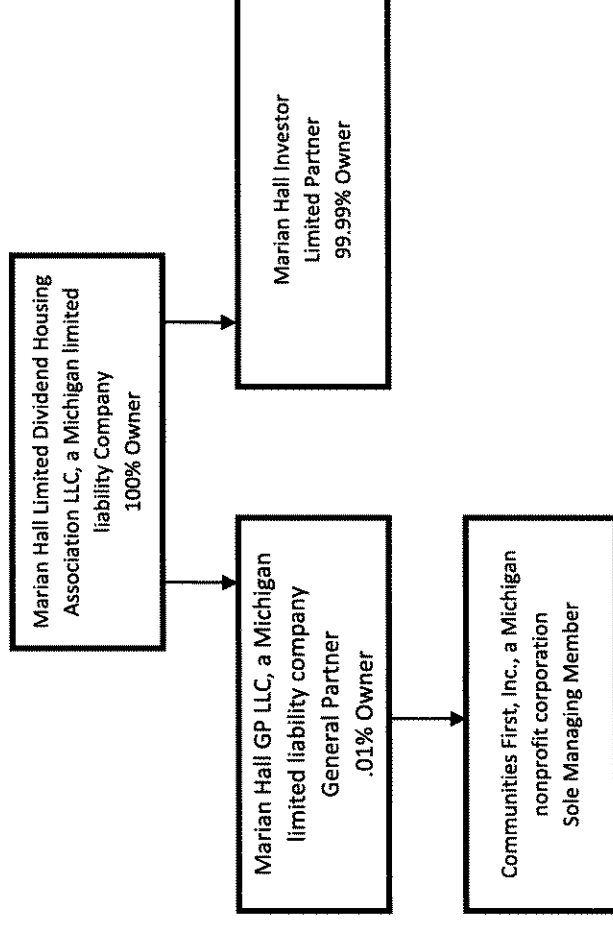 Marian Hall Limited Dividend Housing
Association LLC, a Michigan limited
liability Company
100% Owner
Marian Hall GP LLC, a Michigan
limited liability company
General Partner
.01% Owner
Marian Hall Investor
Limited Partner
99.99% Owner
Communities First, Inc., a Michigan
nonprofit corporation
Sole Managing Member